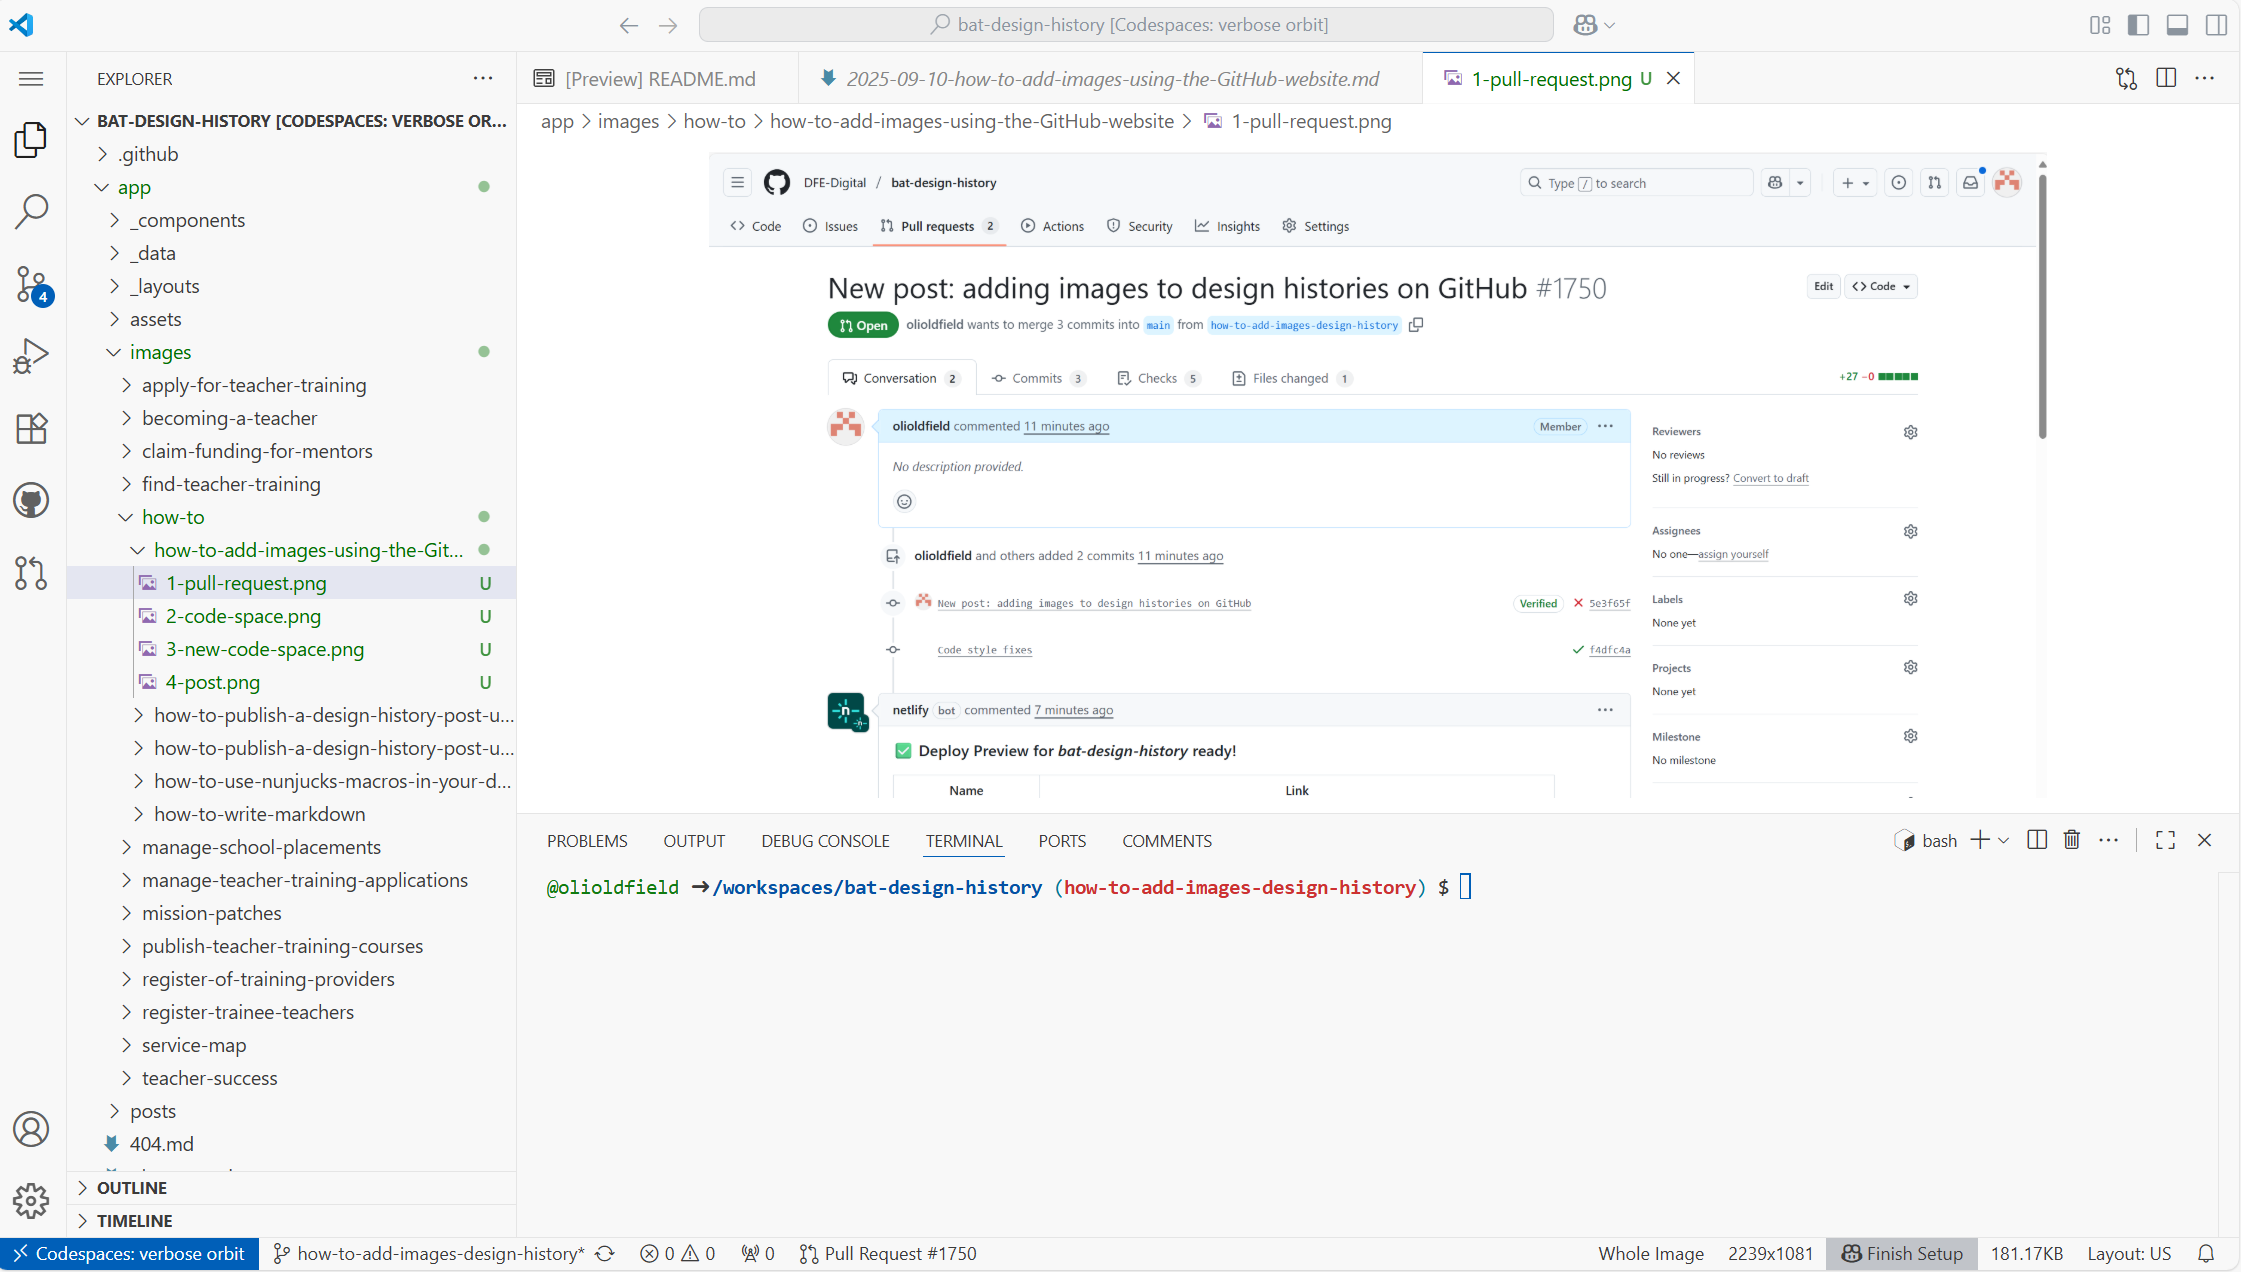 bat-design-history [Codespaces: verbose orbit]
EXPLORER
[Preview] README.md
2025-09-10-how-to-add-images-using-the-GitHub-website.md
1-pull-request.png U
BAT-DESIGN-HISTORY [CODESPACES: VERBOSE OR...
.github
app
_components
_data
_layouts
assets
images
apply-for-teacher-training
becoming-a-teacher
claim-funding-for-mentors
find-teacher-training
how-to
how-to-add-images-using-the-Git...
1-pull-request.png U
2-code-space.png U
3-new-code-space.png U
4-post.png U
how-to-publish-a-design-history-post-u...
how-to-publish-a-design-history-post-u...
how-to-use-nunjucks-macros-in-your-d...
how-to-write-markdown
manage-school-placements
manage-teacher-training-applications
mission-patches
publish-teacher-training-courses
register-of-training-providers
register-trainee-teachers
service-map
teacher-success
posts
404.md
OUTLINE
TIMELINE
4
app > images > how-to > how-to-add-images-using-the-GitHub-website > 1-pull-request.png
DFE-Digital / bat-design-history
Type / to search
Code Issues Pull requests 2 Actions Security Insights Settings
New post: adding images to design histories on GitHub #1750
Edit Code
Open olioldfield wants to merge 3 commits into main from how-to-add-images-design-history
Conversation 2 Commits 3 Checks 5 Files changed 1
+27 −0
olioldfield commented 11 minutes ago Member
No description provided.
olioldfield and others added 2 commits 11 minutes ago
New post: adding images to design histories on GitHub Verified 5e3f65f
Code style fixes f4dfc4a
netlify bot commented 7 minutes ago
Deploy Preview for bat-design-history ready!
Name Link
Reviewers
No reviews
Still in progress? Convert to draft
Assignees
No one—assign yourself
Labels
None yet
Projects
None yet
Milestone
No milestone
PROBLEMS OUTPUT DEBUG CONSOLE TERMINAL PORTS COMMENTS
bash
@olioldfield ➜/workspaces/bat-design-history (how-to-add-images-design-history) $
Codespaces: verbose orbit how-to-add-images-design-history* 0 0 0 Pull Request #1750
Whole Image 2239x1081 Finish Setup 181.17KB Layout: US